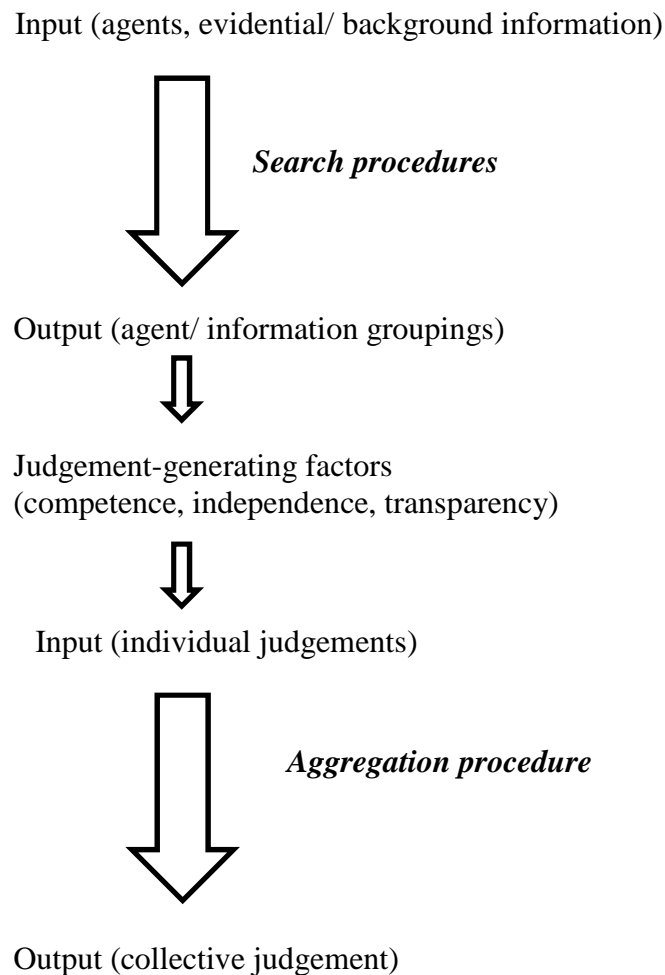 Input (agents, evidential/ background information)
Search procedures
Output (agent/ information groupings)
Judgement-generating factors
(competence, independence, transparency)
Input (individual judgements)
Aggregation procedure
Output (collective judgement)